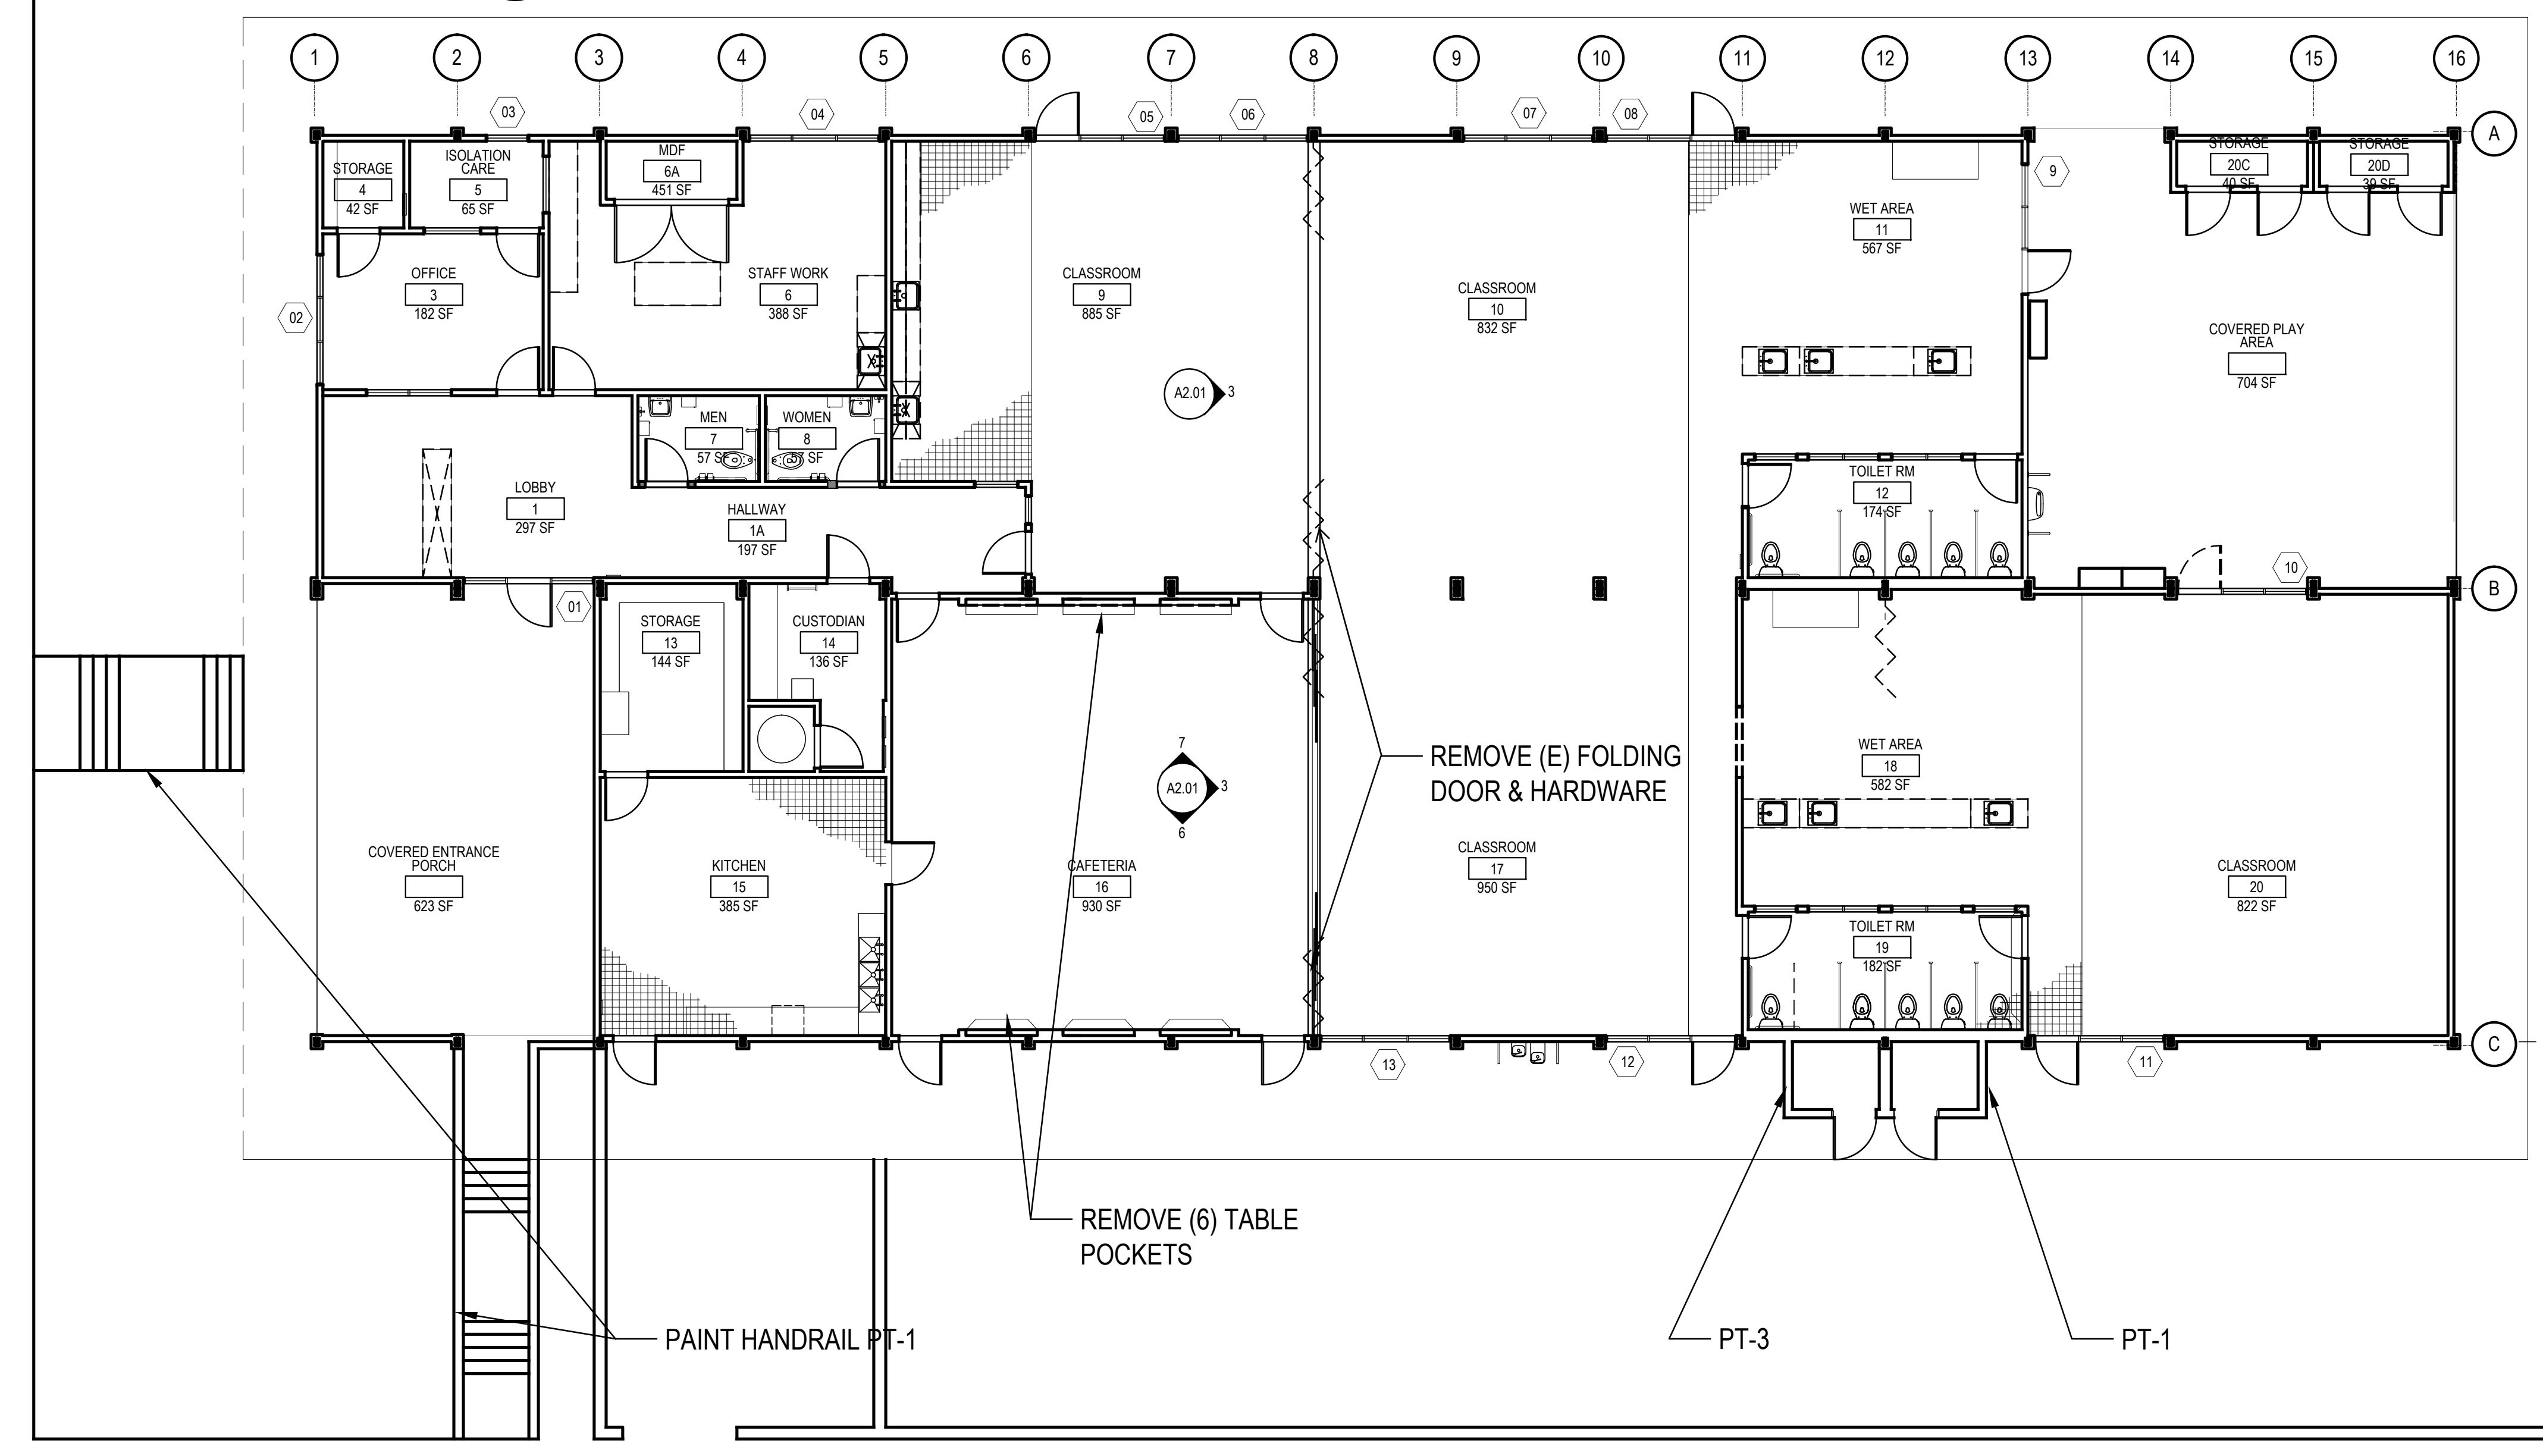 1 2 3 4 5 6 7 8 9 10 11 12 13 14 15 16
03
04
05
06
07
08
A
STORAGE
4
42 SF
ISOLATION
CARE
5
65 SF
MDF
6A
451 SF
9
STORAGE
20C
40 SF
STORAGE
20D
39 SF
WET AREA
11
567 SF
02
OFFICE
3
182 SF
STAFF WORK
6
388 SF
CLASSROOM
9
885 SF
CLASSROOM
10
832 SF
COVERED PLAY
AREA
704 SF
A2.01
3
MEN
7
57 SF
WOMEN
8
57 SF
LOBBY
1
297 SF
HALLWAY
1A
197 SF
TOILET RM
12
174 SF
10
B
01
STORAGE
13
144 SF
CUSTODIAN
14
136 SF
7
A2.01
3
6
REMOVE (E) FOLDING
DOOR & HARDWARE
WET AREA
18
582 SF
COVERED ENTRANCE
PORCH
623 SF
KITCHEN
15
385 SF
CAFETERIA
16
930 SF
CLASSROOM
17
950 SF
CLASSROOM
20
822 SF
TOILET RM
19
182 SF
13
12
11
C
REMOVE (6) TABLE
POCKETS
PAINT HANDRAIL PT-1
PT-3
PT-1